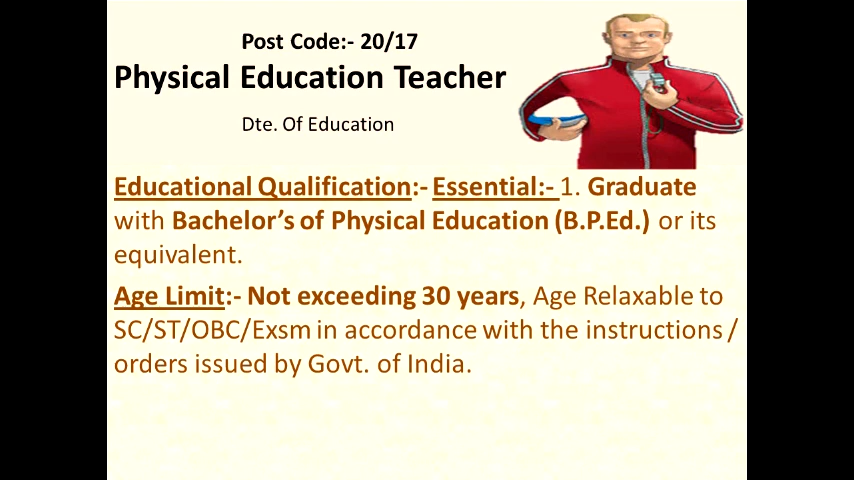 Post Code:- 20/17
Physical Education Teacher
Dte. Of Education
Educational Qualification:- Essential:- 1. Graduate
with Bachelor’s of Physical Education (B.P.Ed.) or its
equivalent.
Age Limit:- Not exceeding 30 years, Age Relaxable to
SC/ST/OBC/Exsm in accordance with the instructions /
orders issued by Govt. of India.